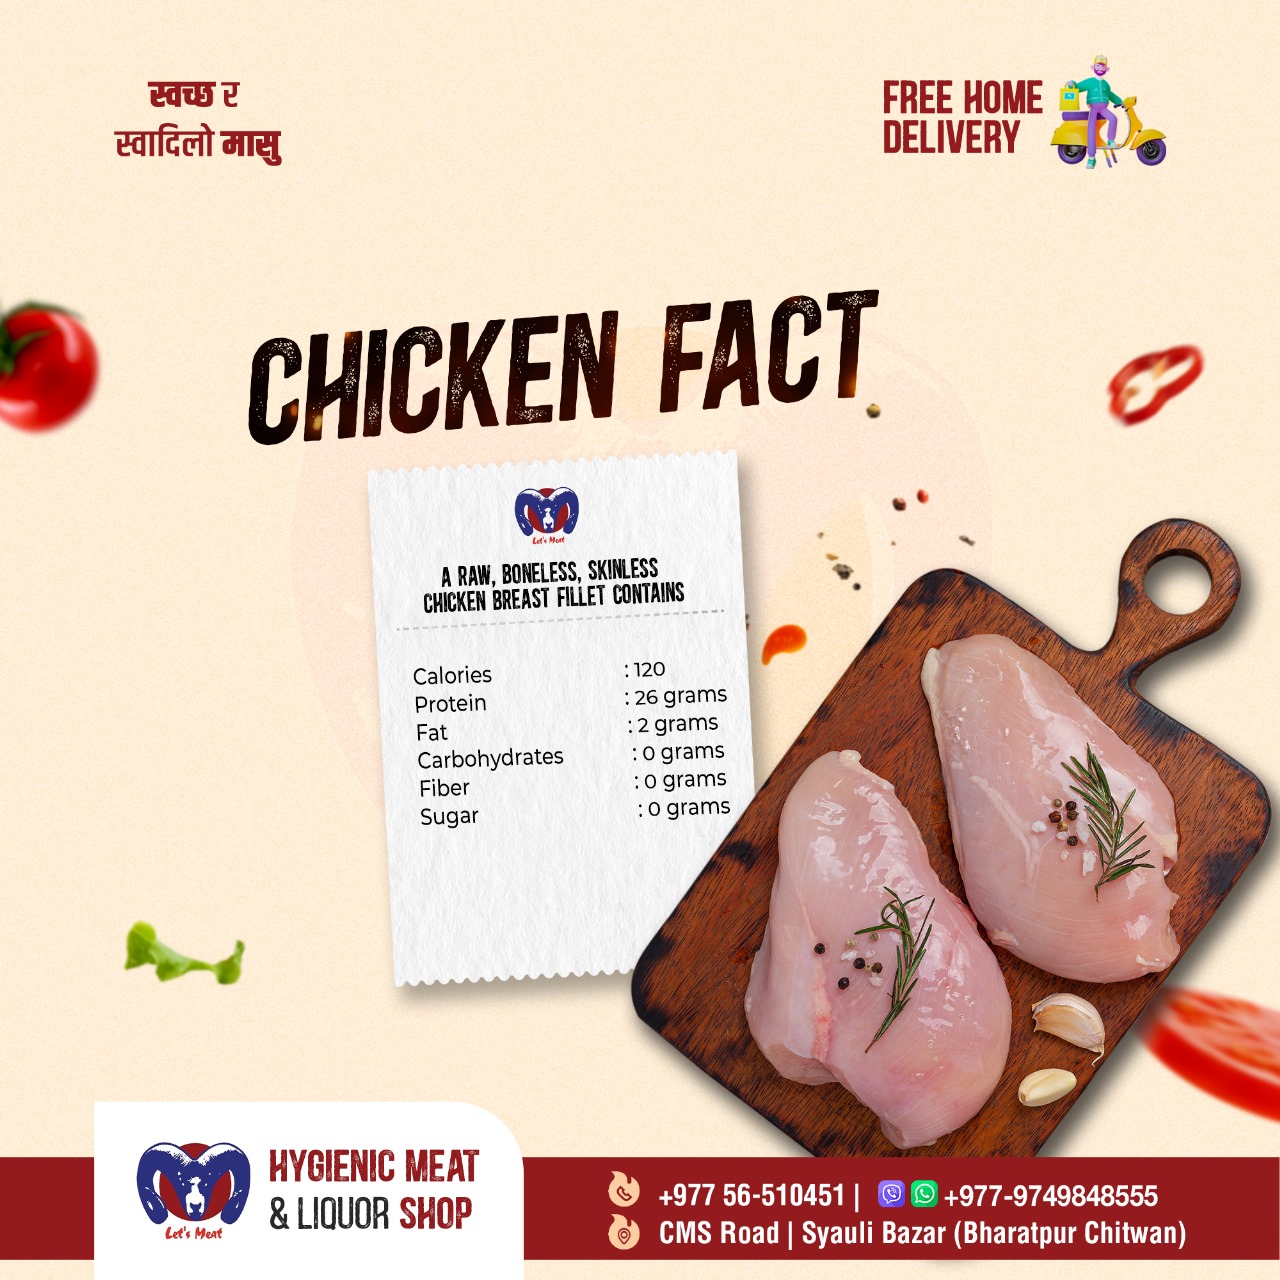 स्वच्छ र
स्वादिलो मासु
FREE HOME
DELIVERY
CHICKEN FACT
Let's Meat
A RAW, BONELESS, SKINLESS
CHICKEN BREAST FILLET CONTAINS
Calories : 120
Protein : 26 grams
Fat : 2 grams
Carbohydrates : 0 grams
Fiber : 0 grams
Sugar : 0 grams
Let's Meat
HYGIENIC MEAT
& LIQUOR SHOP
+977 56-510451 | +977-9749848555
CMS Road | Syauli Bazar (Bharatpur Chitwan)